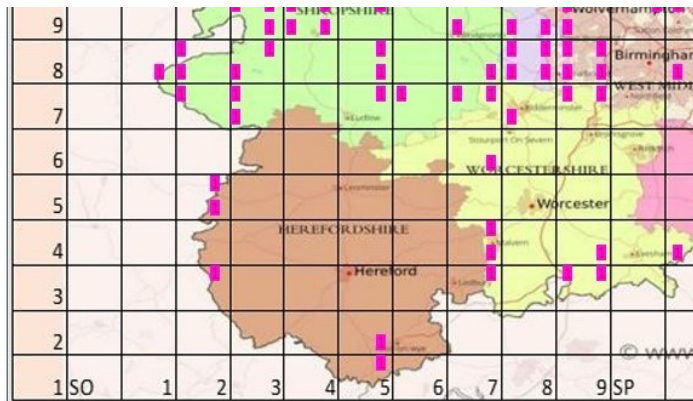 SHROPSHIRE
Wolverhampton
9
Birmingham
8
WEST MIDL
Kidderminster
7
Ludlow
Stourport On Severn
Bromsgrove
Redditch
6
WORCESTERSHIRE
Leominster
5
Worcester
HEREFORDSHIRE
4
Malvern
Evesham
Hereford
Ledbury
3
2
© www
1 SO 1 2 3 4 5 6 7 8 9 SP